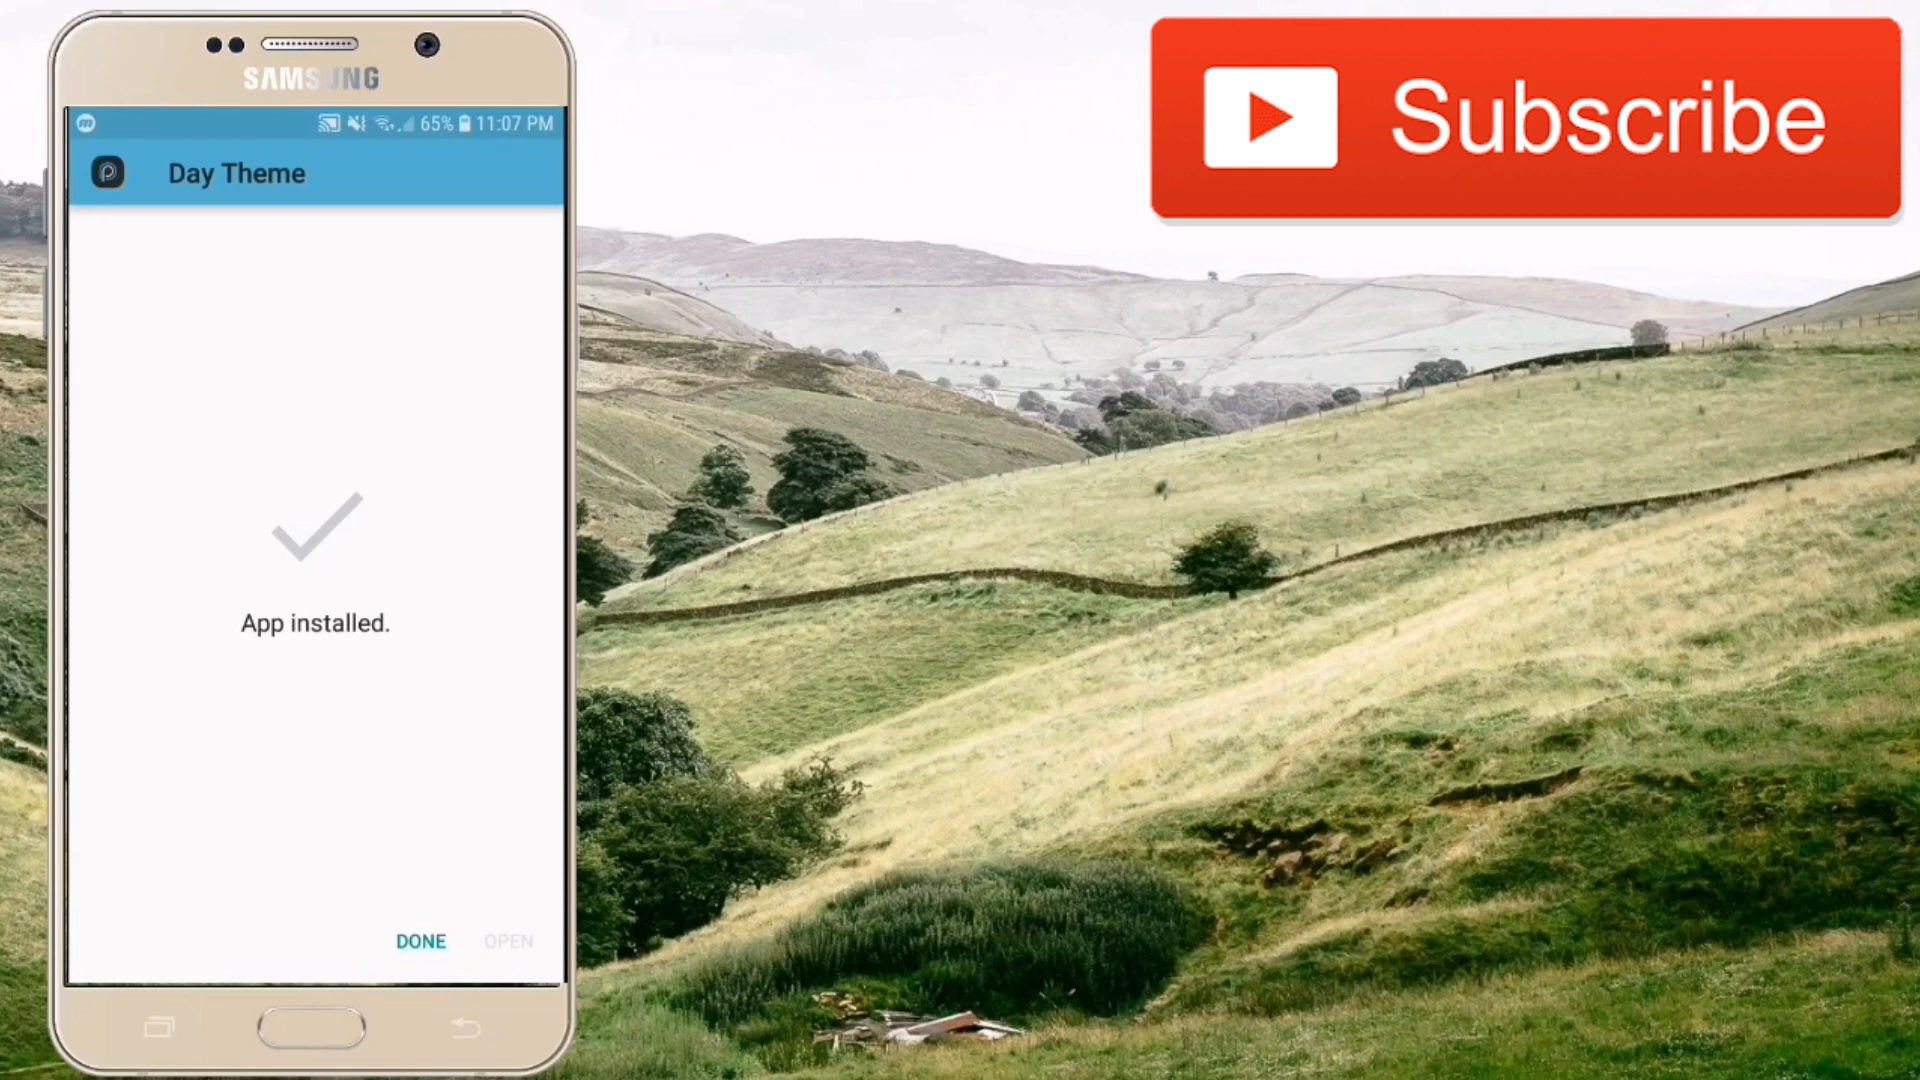 SAMSUNG
65% 11:07 PM
Day Theme
App installed.
DONE OPEN
Subscribe